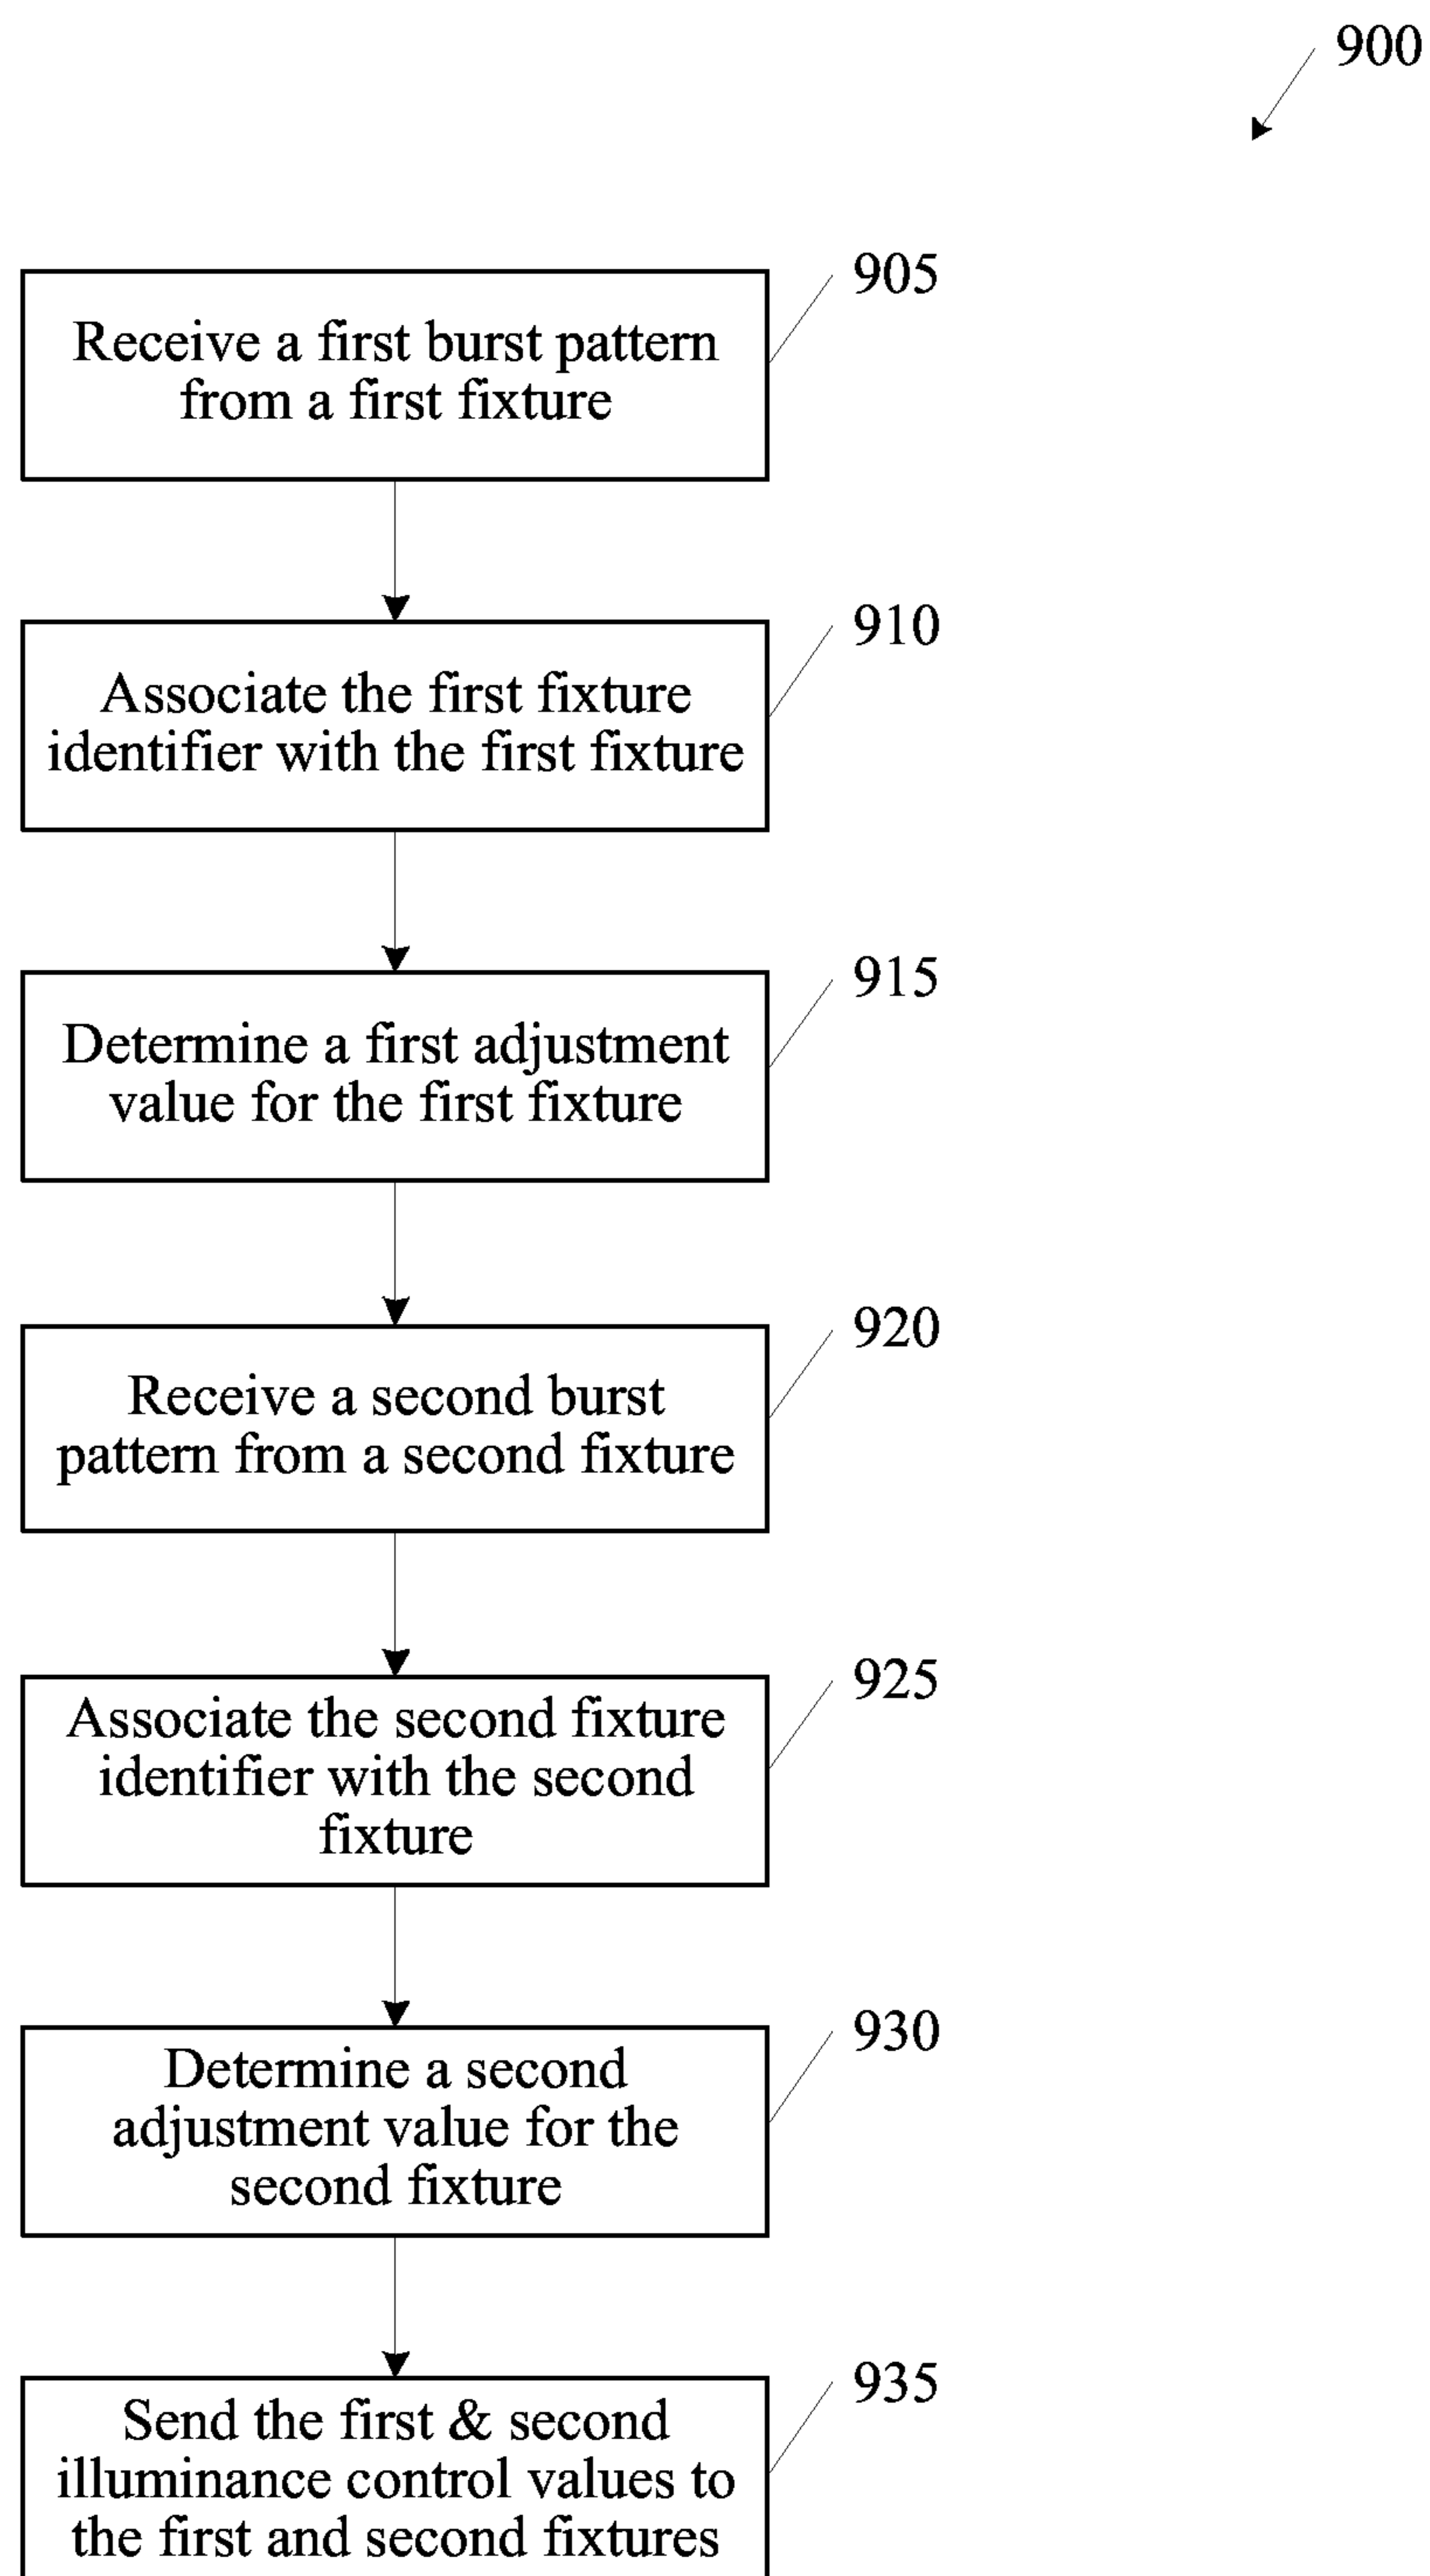 900
905
Receive a first burst pattern
from a first fixture
910
Associate the first fixture
identifier with the first fixture
915
Determine a first adjustment
value for the first fixture
920
Receive a second burst
pattern from a second fixture
925
Associate the second fixture
identifier with the second
fixture
930
Determine a second
adjustment value for the
second fixture
935
Send the first & second
illuminance control values to
the first and second fixtures